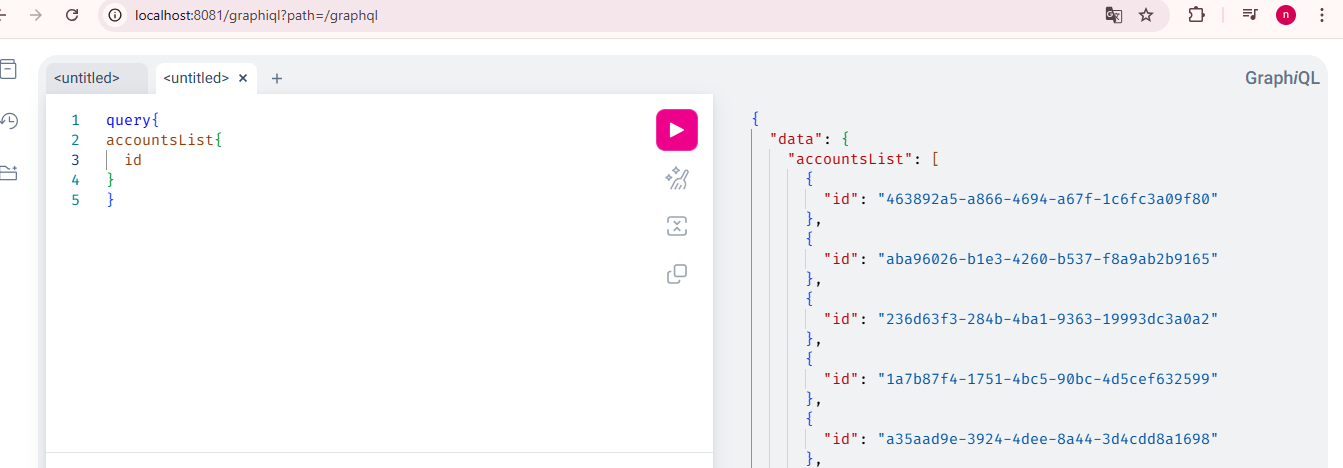 localhost:8081/graphiql?path=/graphql
n
<untitled>
<untitled> × +
GraphiQL
1 query{
2 accountsList{
3 id
4 }
5 }
{
"data": {
"accountsList": [
{
"id": "463892a5-a866-4694-a67f-1c6fc3a09f80"
},
{
"id": "aba96026-b1e3-4260-b537-f8a9ab2b9165"
},
{
"id": "236d63f3-284b-4ba1-9363-19993dc3a0a2"
},
{
"id": "1a7b87f4-1751-4bc5-90bc-4d5cef632599"
},
{
"id": "a35aad9e-3924-4dee-8a44-3d4cdd8a1698"
},